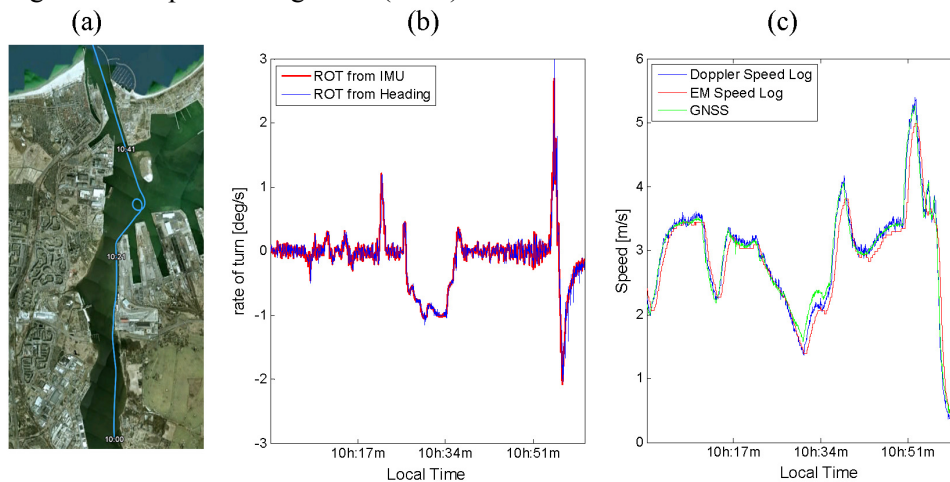 (a)
(b)
(c)
10:41
10:21
10:00
3
2
1
0
-1
-2
-3
rate of turn [deg/s]
ROT from IMU
ROT from Heading
10h:17m
10h:34m
10h:51m
Local Time
6
5
4
3
2
1
0
Speed [m/s]
Doppler Speed Log
EM Speed Log
GNSS
10h:17m
10h:34m
10h:51m
Local Time